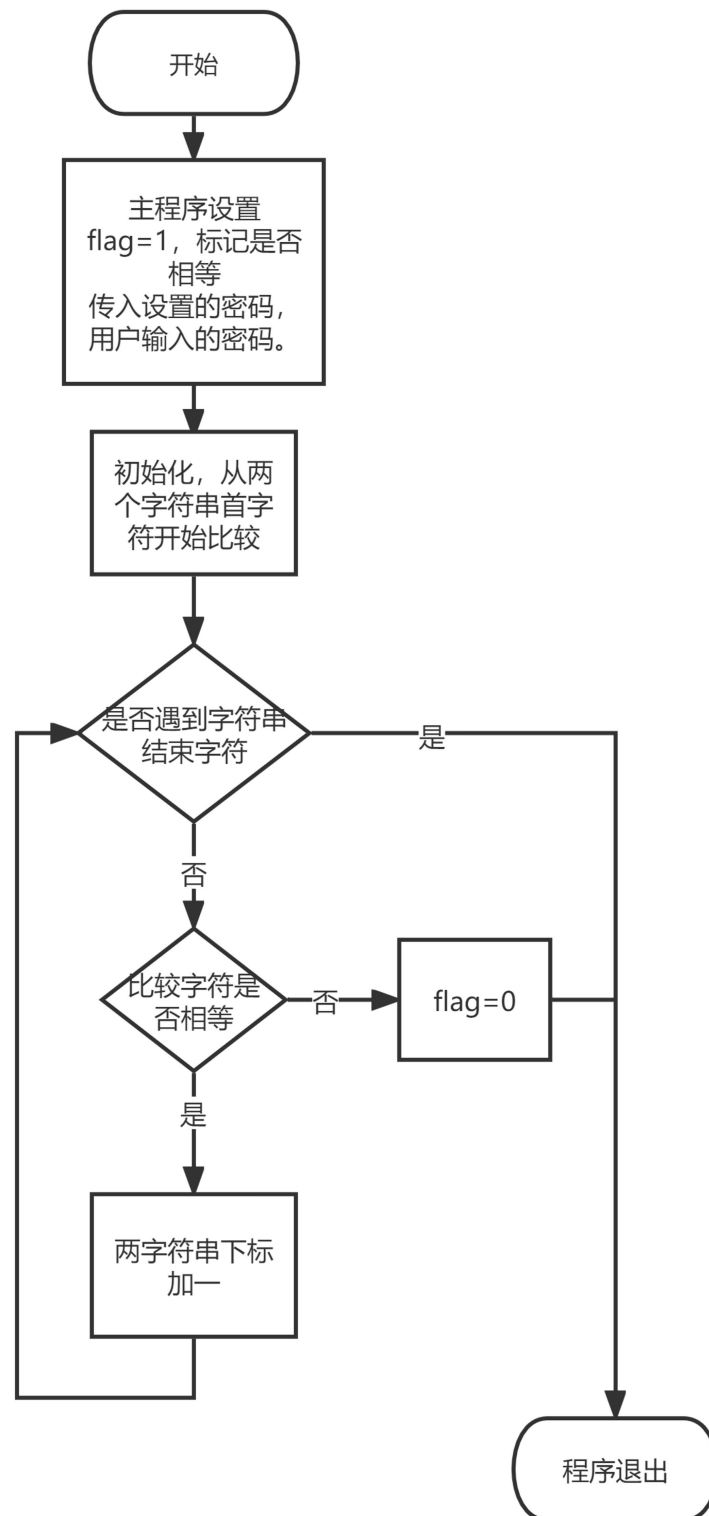 开始
主程序设置
flag=1，标记是否
相等
传入设置的密码，
用户输入的密码。
初始化，从两
个字符串首字
符开始比较
是否遇到字符串
结束字符
是
否
比较字符是
否相等
否
flag=0
是
两字符串下标
加一
程序退出